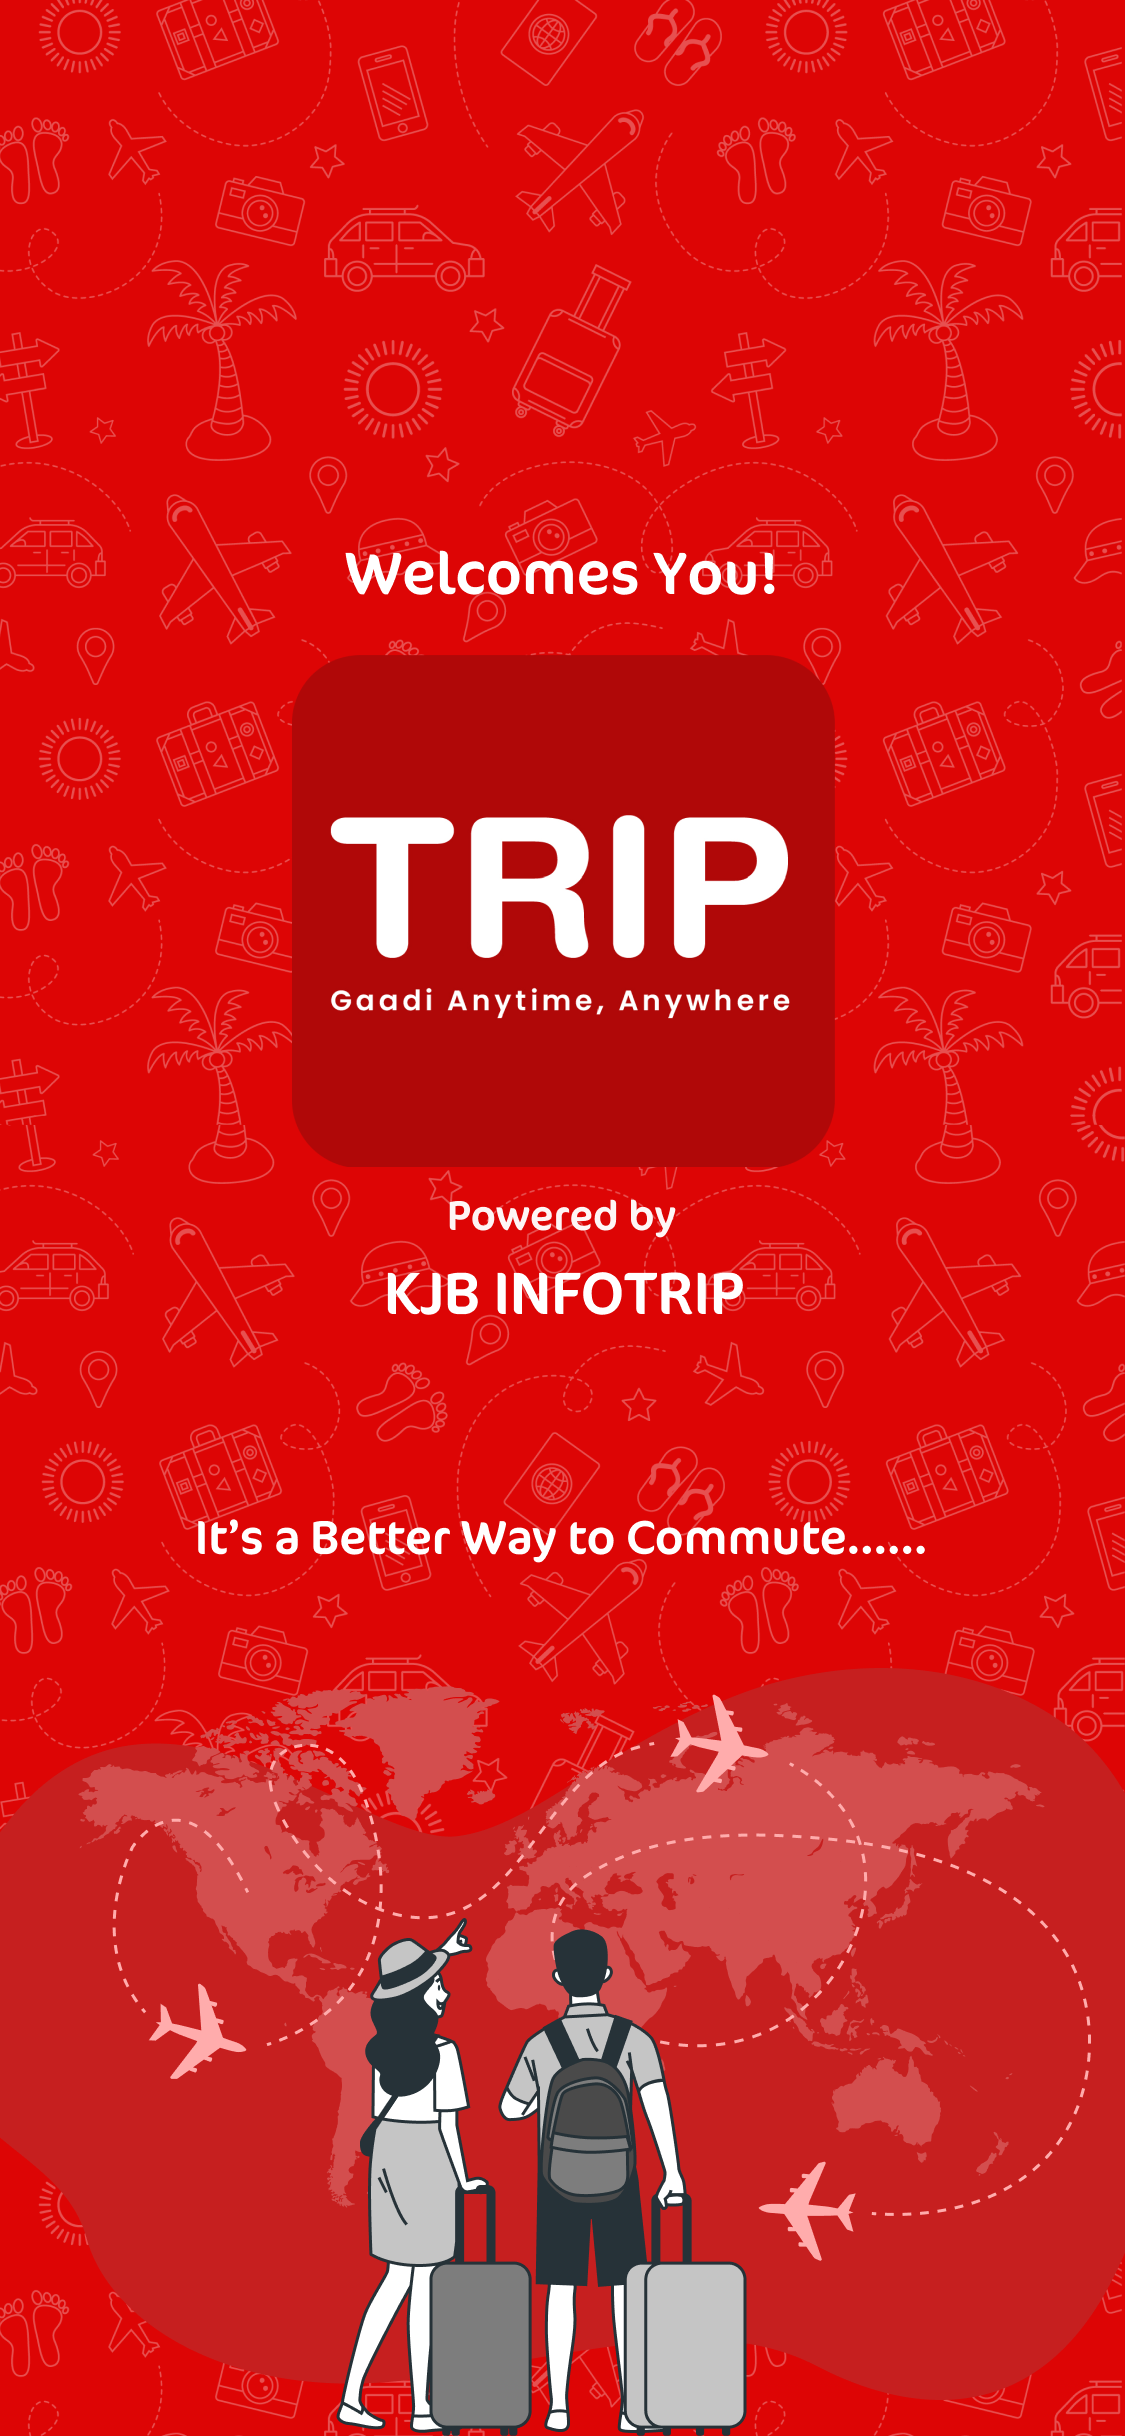 Welcomes You!
TRIP
Gaadi Anytime, Anywhere
Powered by
KJB INFOTRIP
It’s a Better Way to Commute......